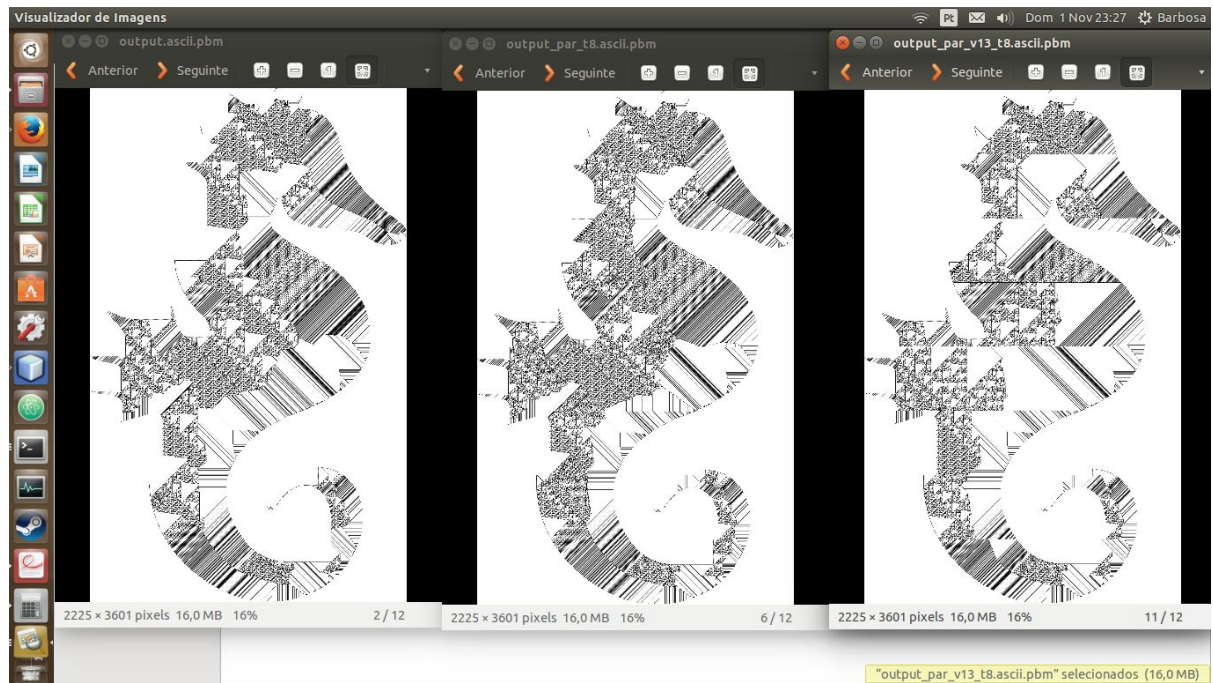 Visualizador de Imagens
Pt
Dom 1 Nov 23:27
Barbosa
output.ascii.pbm
Anterior
Seguinte
2225 × 3601 pixels 16,0 MB 16%
2 / 12
output_par_t8.ascii.pbm
Anterior
Seguinte
2225 × 3601 pixels 16,0 MB 16%
6 / 12
output_par_v13_t8.ascii.pbm
Anterior
Seguinte
2225 × 3601 pixels 16,0 MB 16%
11 / 12
"output_par_v13_t8.ascii.pbm" selecionados (16,0 MB)